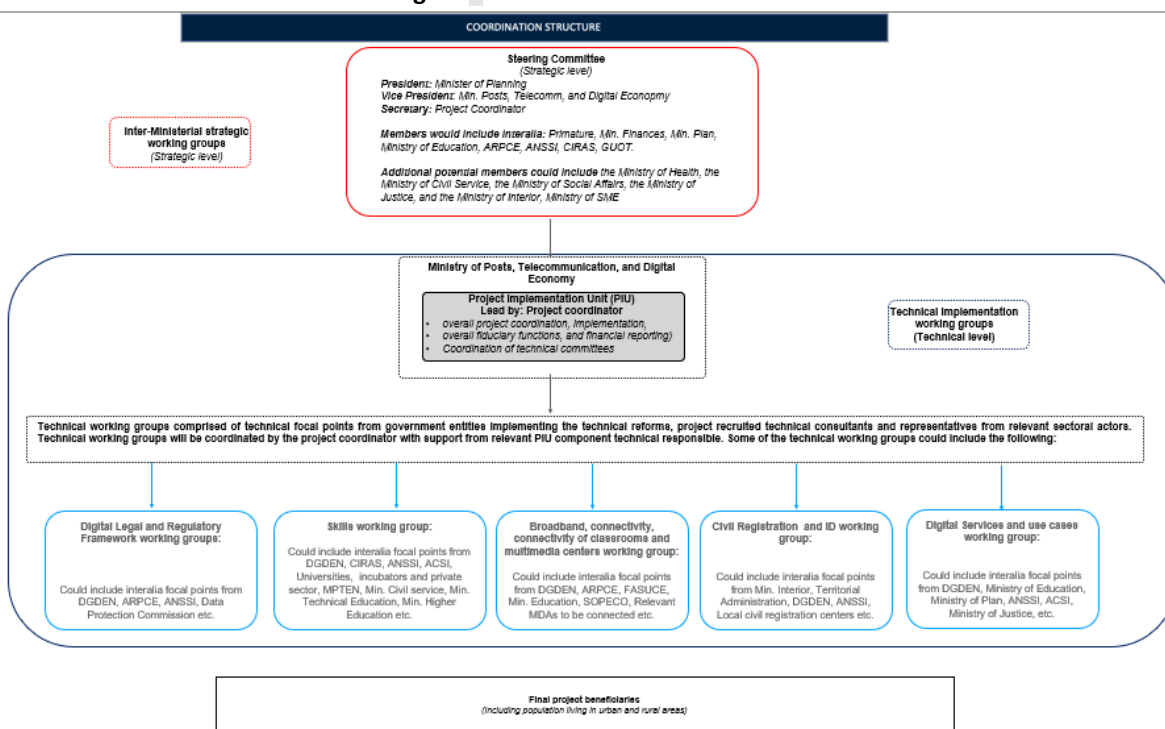 COORDINATION STRUCTURE
Steering Committee
(Strategic level)
President: Minister of Planning
Vice President: Min. Posts, Telecomm, and Digital Econopmy
Secretary: Project Coordinator
Members would include interalia: Primature, Min. Finances, Min. Plan,
Ministry of Education, ARPCE, ANSSI, CIRAS, GUOT.
Additional potential members could include the Ministry of Health, the
Ministry of Civil Service, the Ministry of Social Affairs, the Ministry of
Justice, and the Ministry of Interior, Ministry of SME
Inter-Ministerial strategic
working groups
(Strategic level)
Ministry of Posts, Telecommunication, and Digital
Economy
Project Implementation Unit (PIU)
Lead by: Project coordinator
• overall project coordination, implementation,
• overall fiduciary functions, and financial reporting)
• Coordination of technical committees
Technical implementation
working groups
(Technical level)
Technical working groups comprised of technical focal points from government entities implementing the technical reforms, project recruited technical consultants and representatives from relevant sectoral actors.
Technical working groups will be coordinated by the project coordinator with support from relevant PIU component technical responsible. Some of the technical working groups could include the following:
Digital Legal and Regulatory
Framework working groups:
Could include interalia focal points from
DGDEN, ARPCE, ANSSI, Data
Protection Commission etc.
Skills working group:
Could include interalia focal points from
DGDEN, CIRAS, ANSSI, ACSI,
Universities, incubators and private
sector, MPTEN, Min. Civil service, Min.
Technical Education, Min. Higher
Education etc.
Broadband, connectivity,
connectivity of classrooms and
multimedia centers working group:
Could include interalia focal points
from DGDEN, ARPCE, FASUCE,
Min. Education, SOPECO, Relevant
MDAs to be connected etc.
Civil Registration and ID working
group:
Could include interalia focal points
from Min. Interior, Territorial
Administration, DGDEN, ANSSI,
Local civil registration centers etc.
Digital Services and use cases
working group:
Could include interalia focal points
from DGDEN, Ministry of Education,
Ministry of Plan, ANSSI, ACSI,
Ministry of Justice, etc.
Final project beneficiaries
(including population living in urban and rural areas)